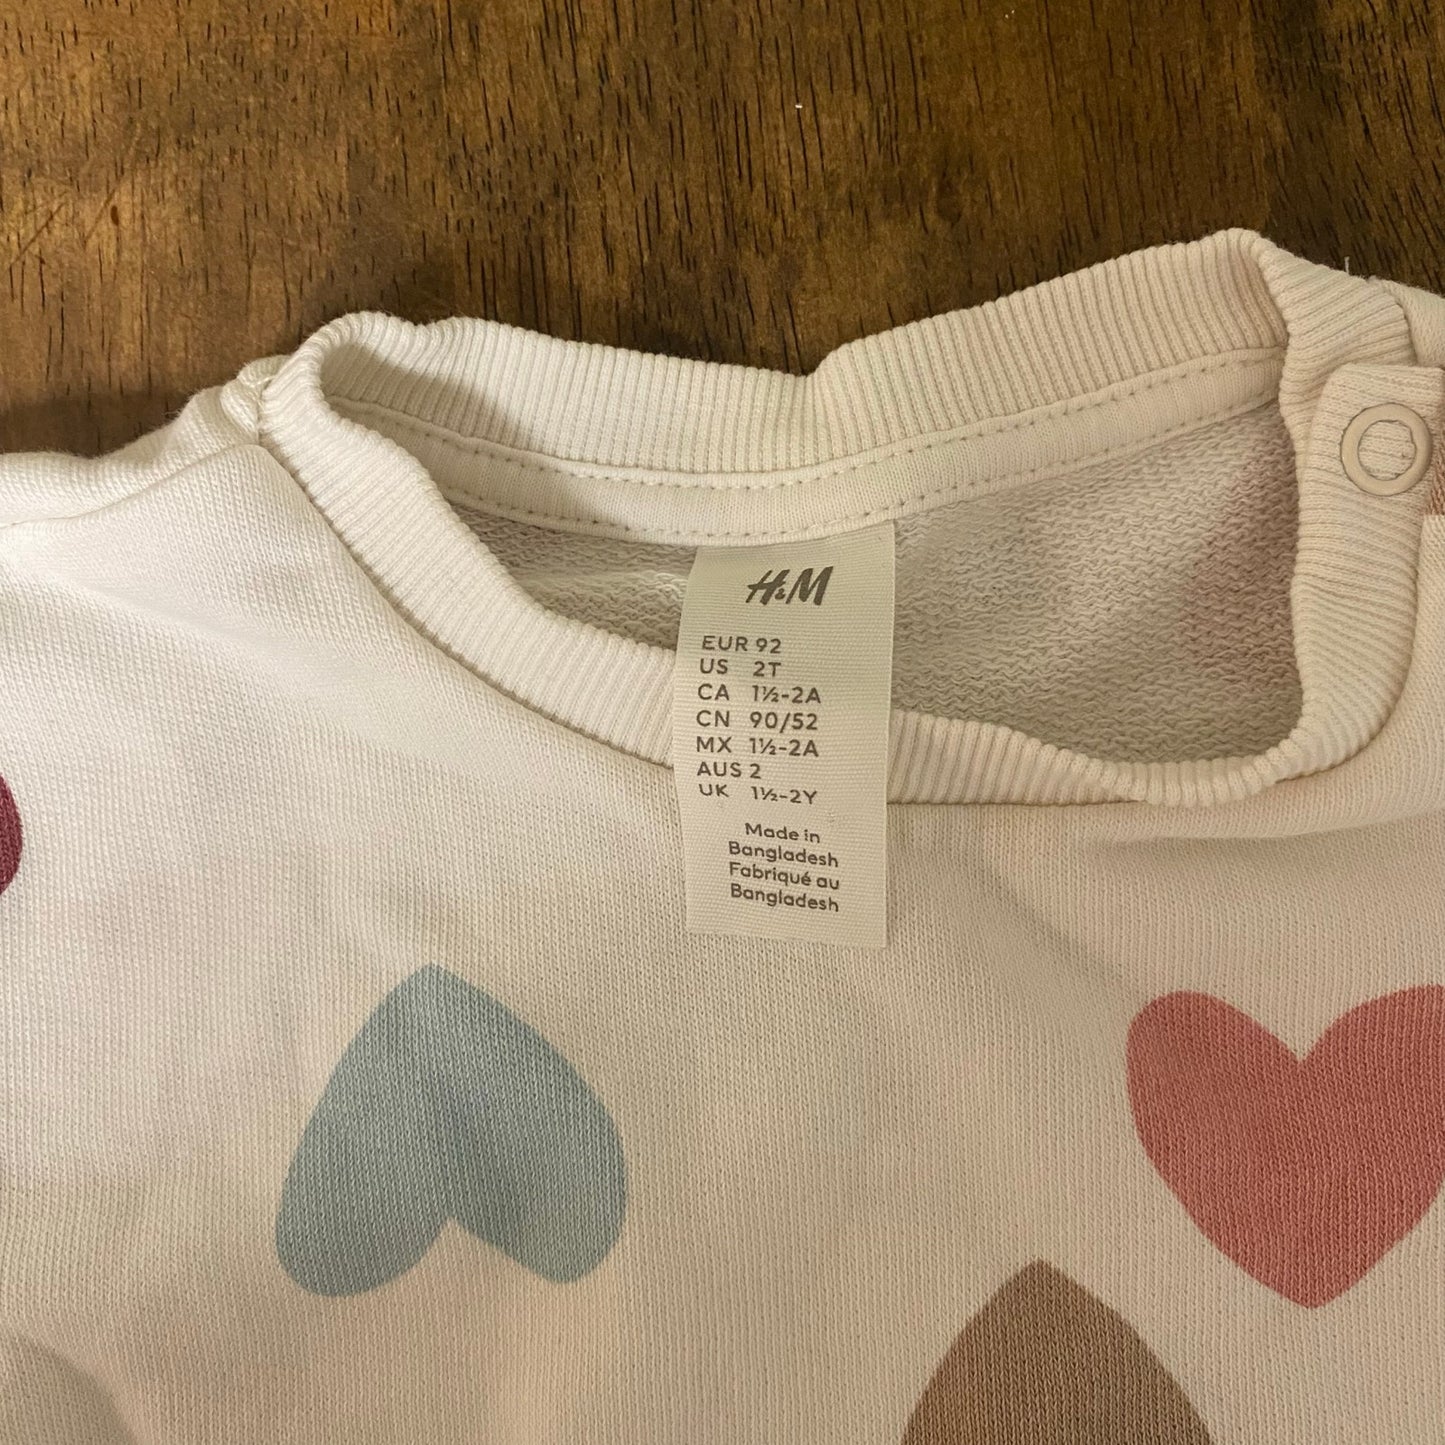 H&M
EUR 92
US 2T
CA 1½-2A
CN 90/52
MX 1½-2A
AUS 2
UK 1½-2Y
Made in
Bangladesh
Fabriqué au
Bangladesh